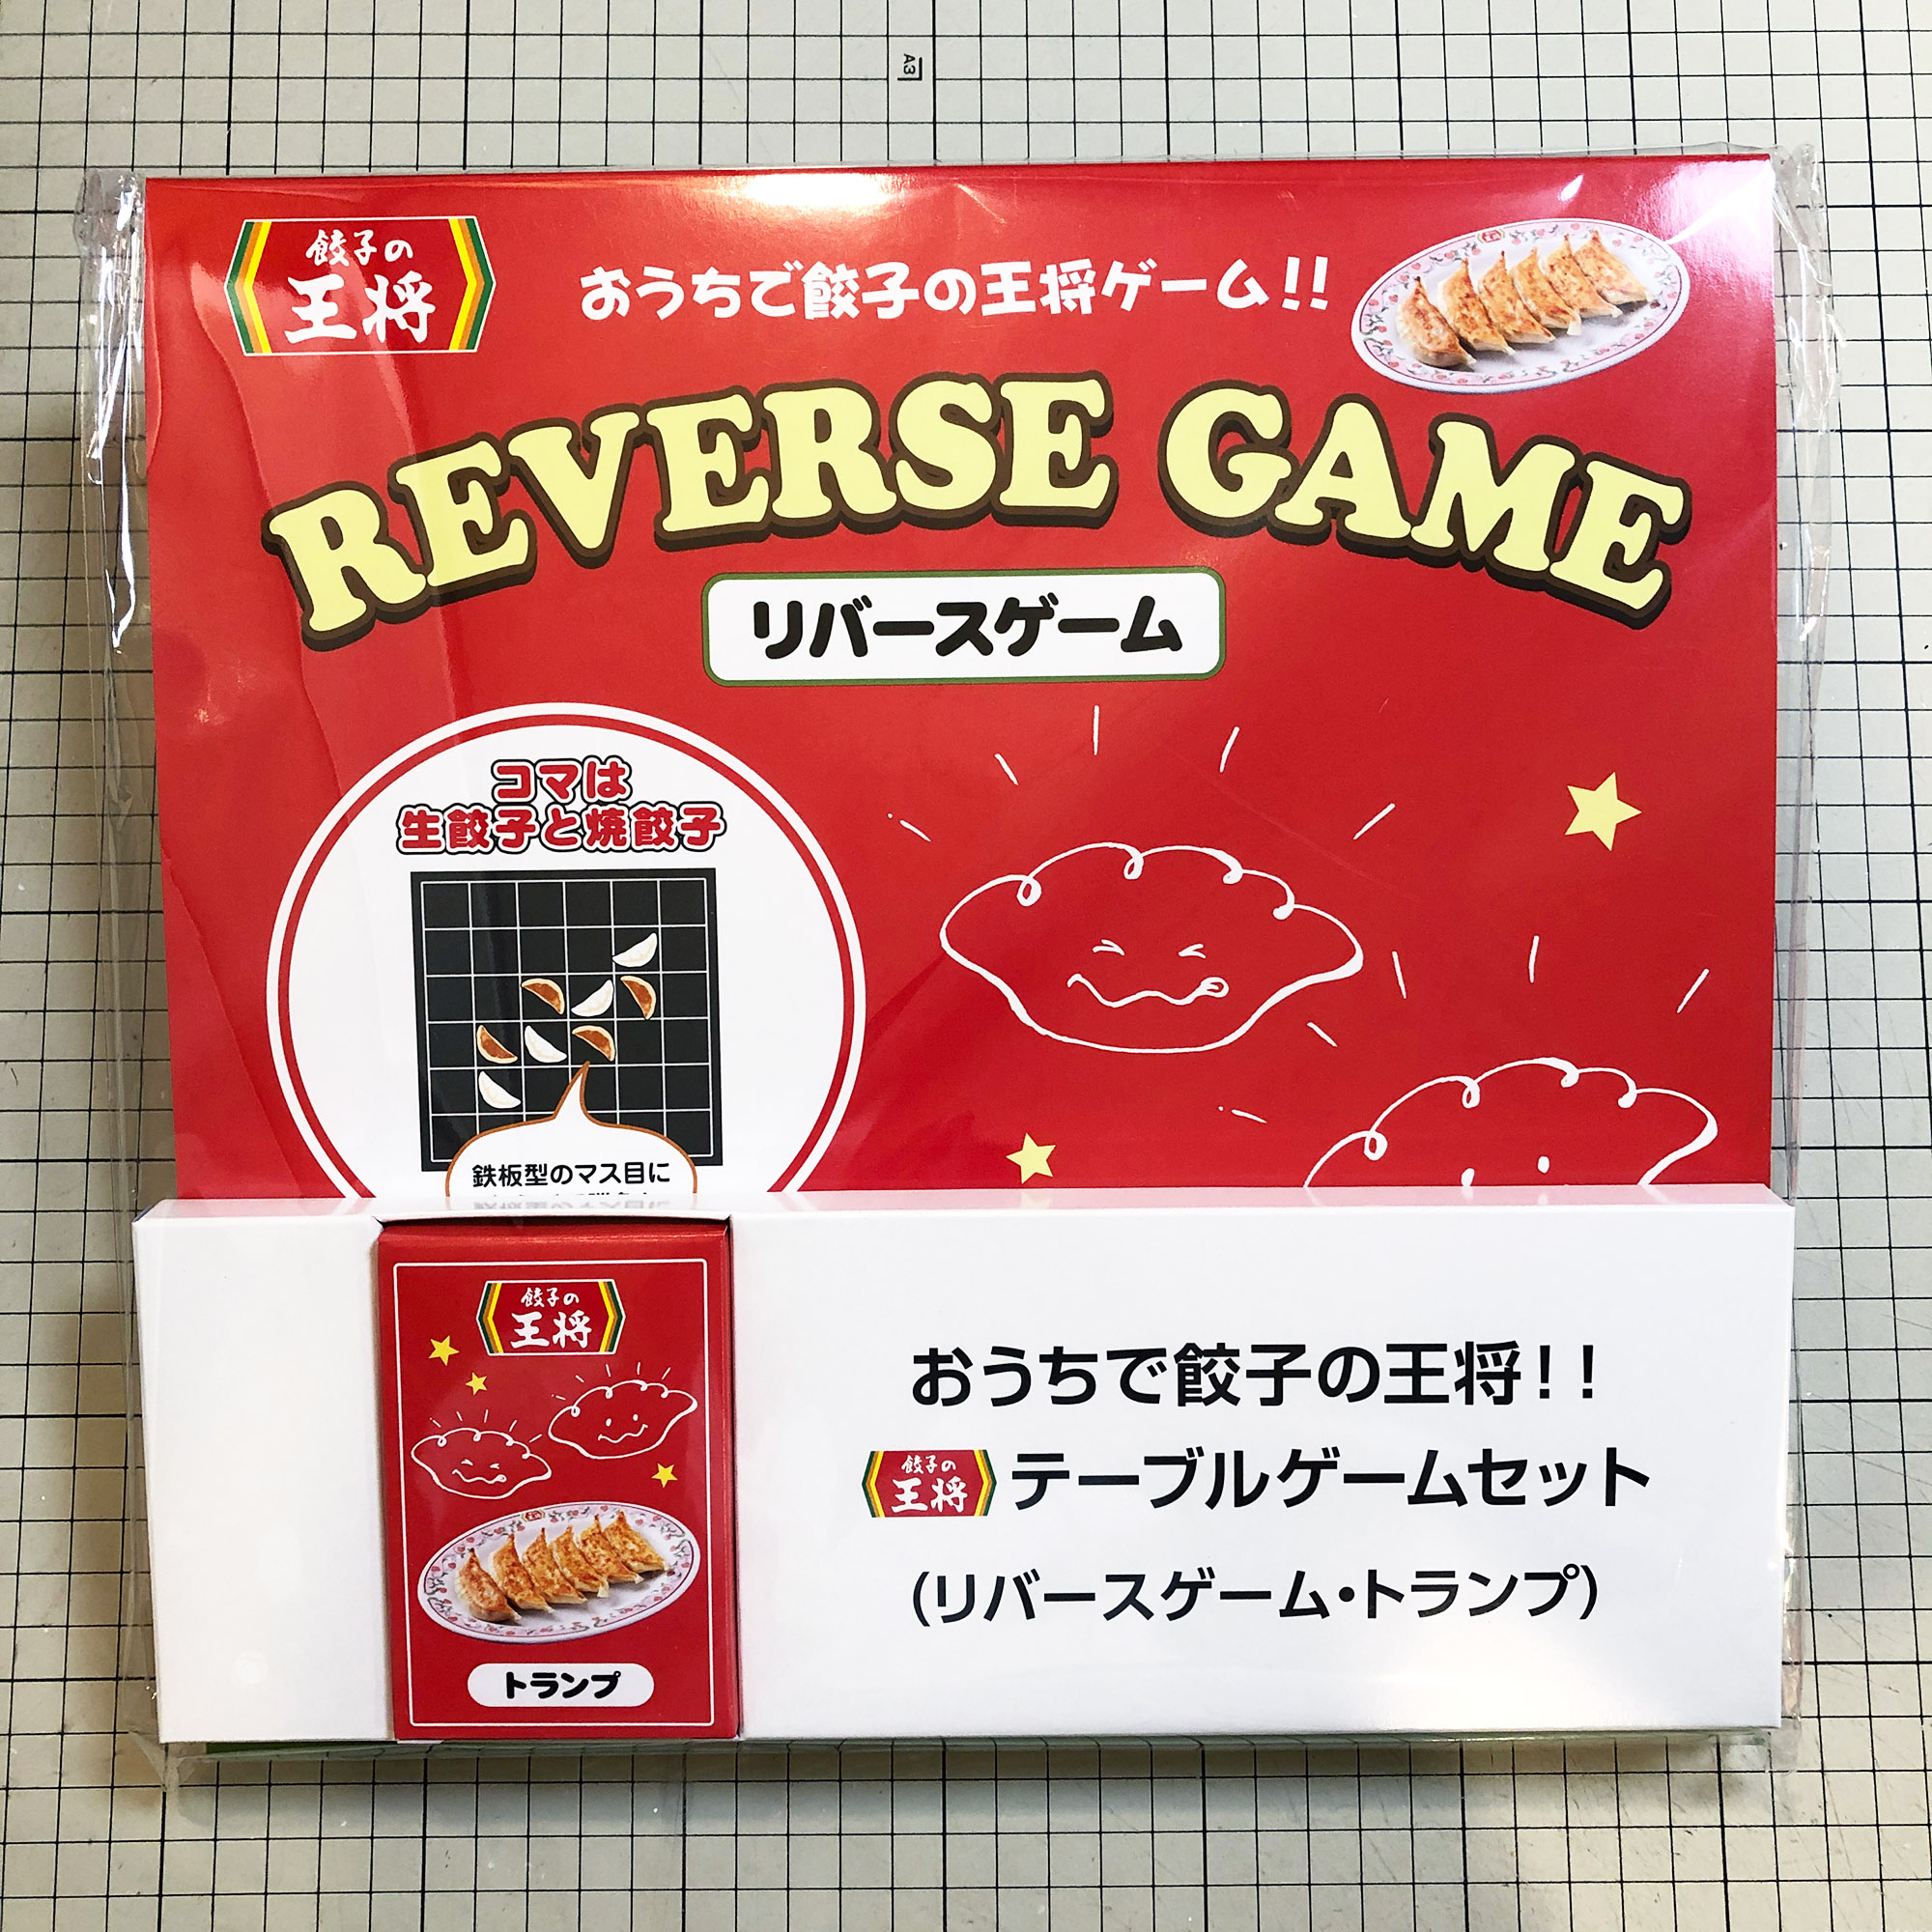 A3
餃子の
王将
おうちで餃子の王将ゲーム!!
REVERSE GAME
リバースゲーム
コマは
生餃子と焼餃子
鉄板型のマス目に
餃子の
王将
トランプ
おうちで餃子の王将!!
餃子の
王将
テーブルゲームセット
(リバースゲーム・トランプ)